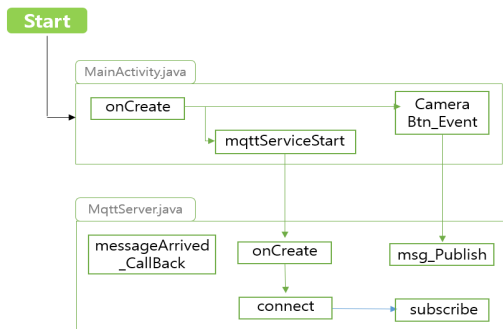 Start
MainActivity.java
onCreate
Camera
Btn_Event
mqttServiceStart
MqttServer.java
messageArrived
_CallBack
onCreate
msg_Publish
connect
subscribe